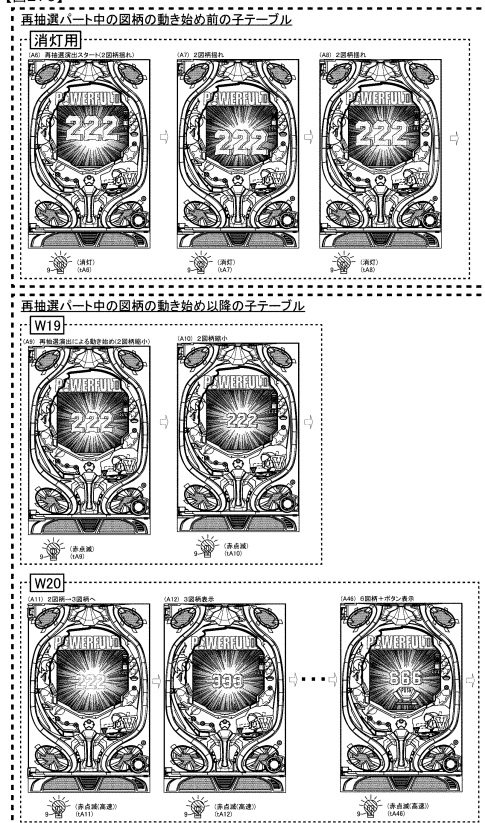 再抽選パート中の図柄の動き始め前の子テーブル
消灯用
(A6) 再抽選演出スタート(2図柄揺れ)
(A7) 2図柄揺れ
(A8) 2図柄揺れ
POWERFUL
POWERFUL
POWERFUL
222
222
222
W
W
W
9
(消灯)
(tA6)
9
(消灯)
(tA7)
9
(消灯)
(tA8)
再抽選パート中の図柄の動き始め以降の子テーブル
W19
(A9) 再抽選演出による動き始め(2図柄縮小)
(A10) 2図柄縮小
POWERFUL
POWERFUL
222
222
W
W
9
(赤点滅)
(tA9)
9
(赤点滅)
(tA10)
W20
(A11) 2図柄→3図柄へ
(A12) 3図柄表示
(A46) 6図柄+ボタン表示
POWERFUL
POWERFUL
POWERFUL
222
333
666
W
W
W
9
(赤点滅(高速))
(tA11)
9
(赤点滅(高速))
(tA12)
9
(赤点滅(高速))
(tA46)